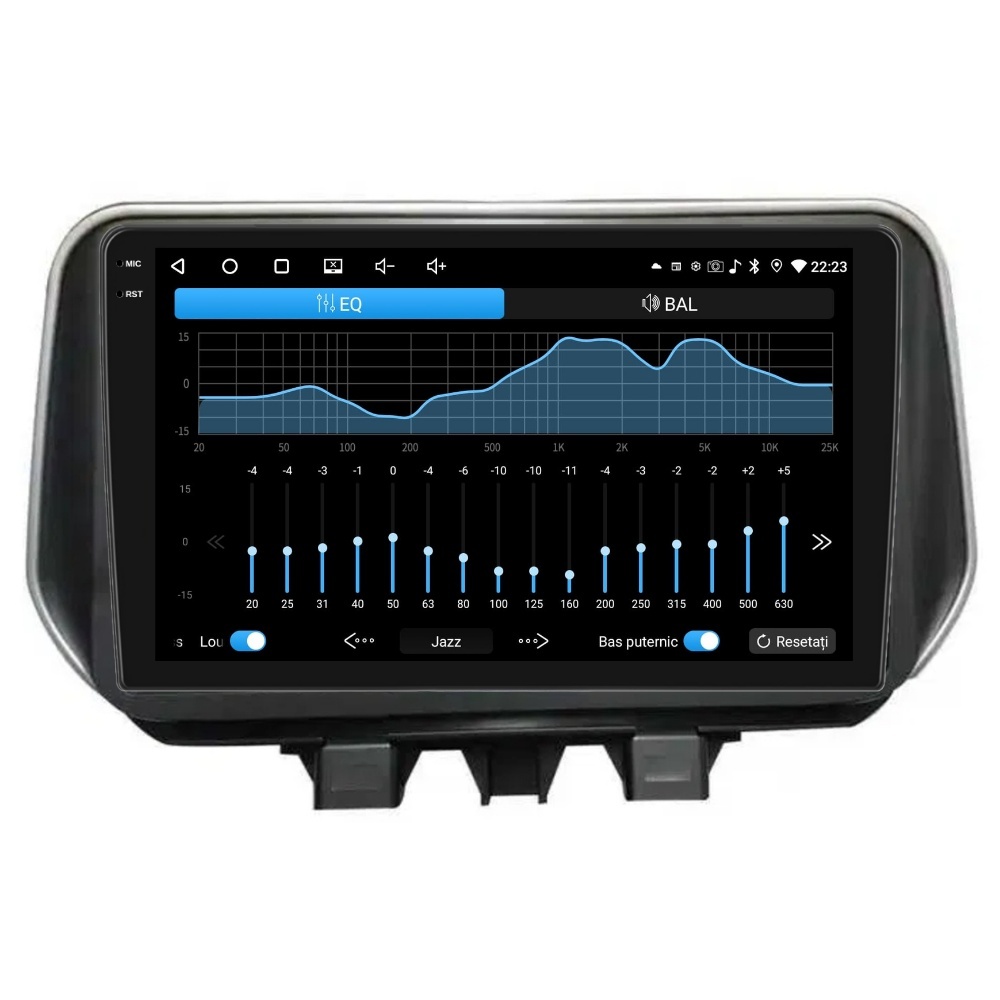 MIC
22:23
RST
EQ
BAL
15
0
-15
20 50 100 200 500 1K 2K 5K 10K 25K
-4 -4 -3 -1 0 -4 -6 -10 -10 -11 -4 -3 -2 -2 +2 +5
15
0
-15
20 25 31 40 50 63 80 100 125 160 200 250 315 400 500 630
s Lou Jazz Bas puternic Resetați